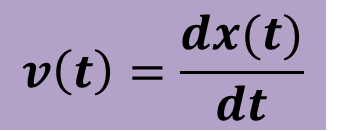 v(t) = dx(t)/dt